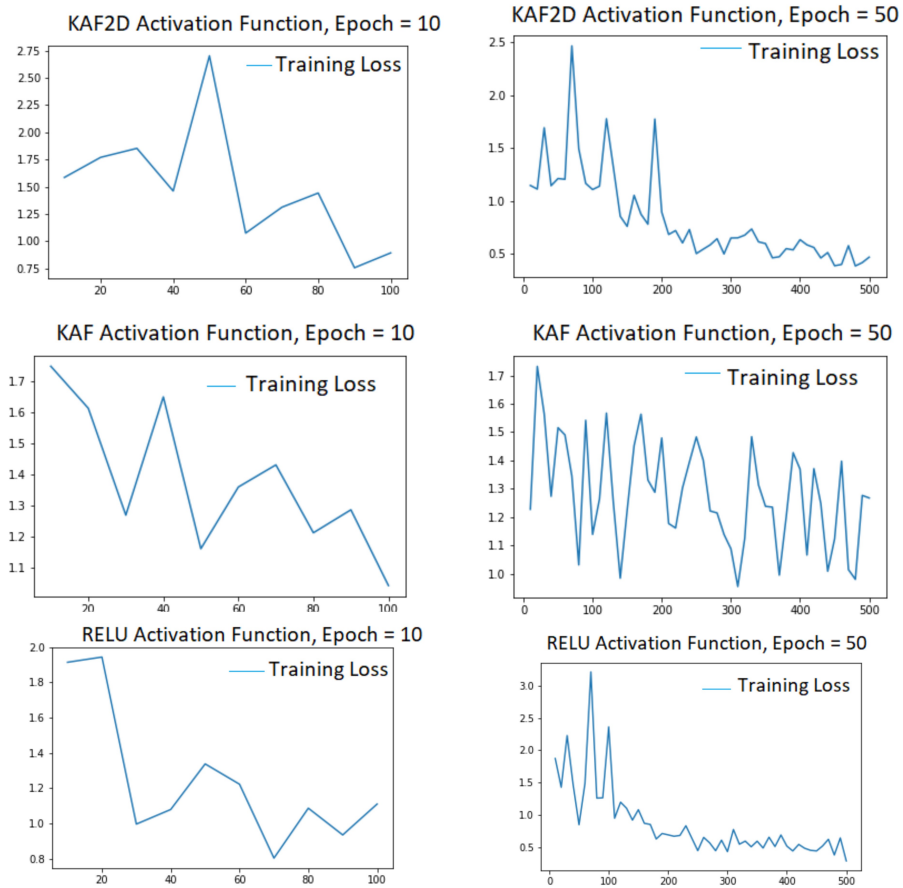 KAF2D Activation Function, Epoch = 10
Training Loss
2.75
2.50
2.25
2.00
1.75
1.50
1.25
1.00
0.75
20 40 60 80 100
KAF2D Activation Function, Epoch = 50
Training Loss
2.5
2.0
1.5
1.0
0.5
0 100 200 300 400 500
KAF Activation Function, Epoch = 10
Training Loss
1.7
1.6
1.5
1.4
1.3
1.2
1.1
20 40 60 80 100
KAF Activation Function, Epoch = 50
Training Loss
1.7
1.6
1.5
1.4
1.3
1.2
1.1
1.0
0 100 200 300 400 500
RELU Activation Function, Epoch = 10
Training Loss
2.0
1.8
1.6
1.4
1.2
1.0
0.8
20 40 60 80 100
RELU Activation Function, Epoch = 50
Training Loss
3.0
2.5
2.0
1.5
1.0
0.5
0 100 200 300 400 500